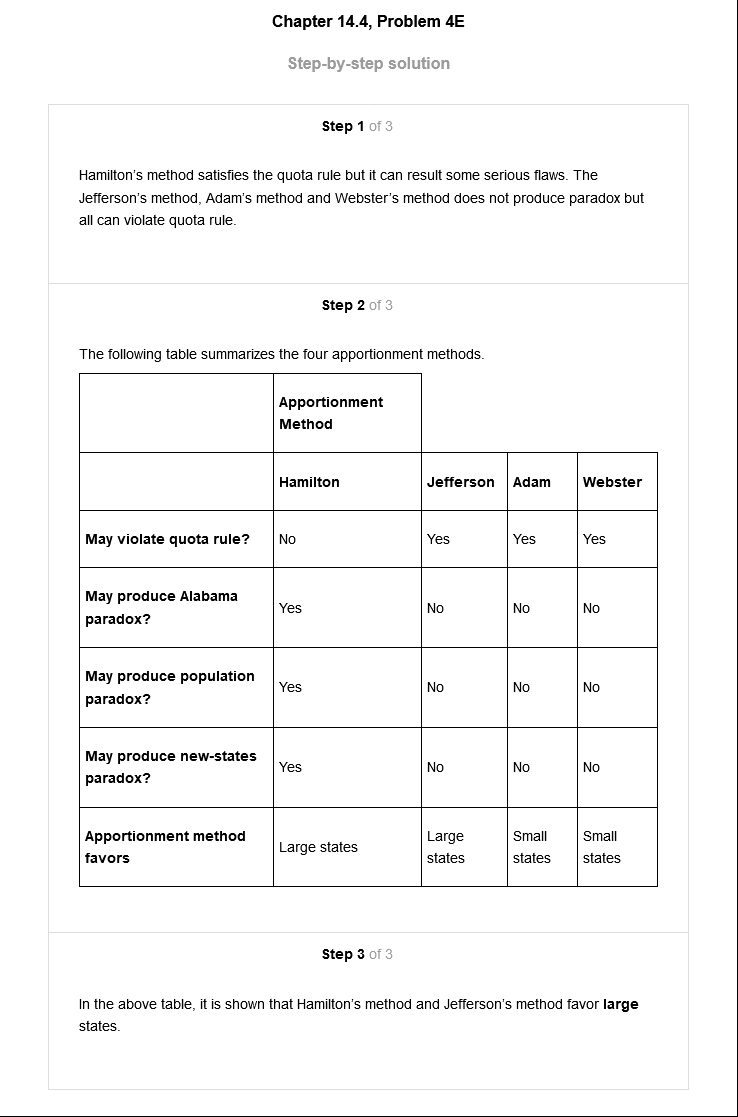 Chapter 14.4, Problem 4E
Step-by-step solution
Step 1 of 3
Hamilton's method satisfies the quota rule but it can result some serious flaws. The
Jefferson's method, Adam's method and Webster's method does not produce paradox but
all can violate quota rule.
Step 2 of 3
The following table summarizes the four apportionment methods.
Apportionment
Method
Hamilton Jefferson Adam Webster
May violate quota rule? No Yes Yes Yes
May produce Alabama
paradox? Yes No No No
May produce population
paradox? Yes No No No
May produce new-states
paradox? Yes No No No
Apportionment method
favors Large states Large
states Small
states Small
states
Step 3 of 3
In the above table, it is shown that Hamilton's method and Jefferson's method favor large
states.